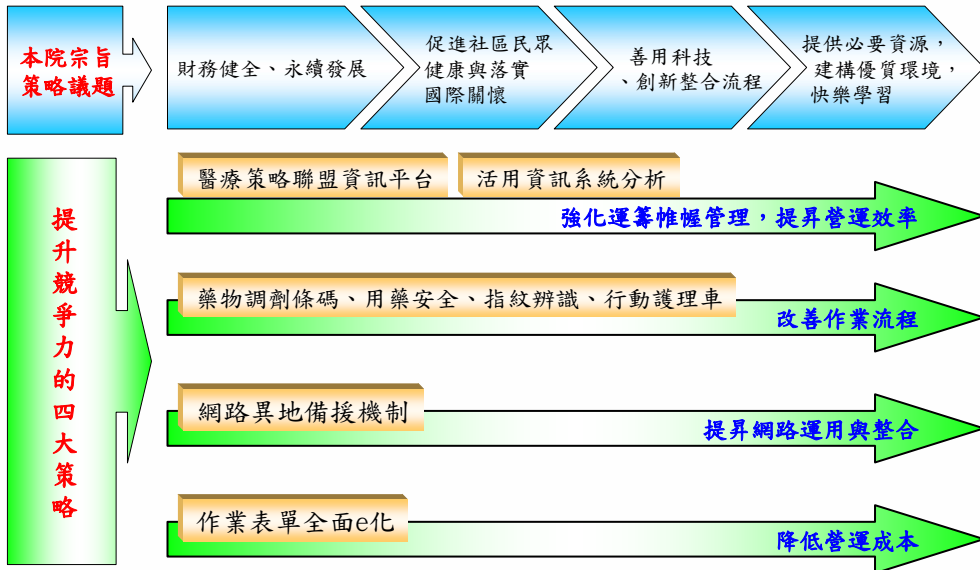 本院宗旨
策略議題
財務健全、永續發展
促進社區民眾
健康與落實
國際關懷
善用科技
、創新整合流程
提供必要資源，
建構優質環境，
快樂學習
提升競爭力的四大策略
醫療策略聯盟資訊平台
活用資訊系統分析
強化運籌帷幄管理，提昇營運效率
藥物調劑條碼、用藥安全、指紋辨識、行動護理車
改善作業流程
網路異地備援機制
提昇網路運用與整合
作業表單全面e化
降低營運成本